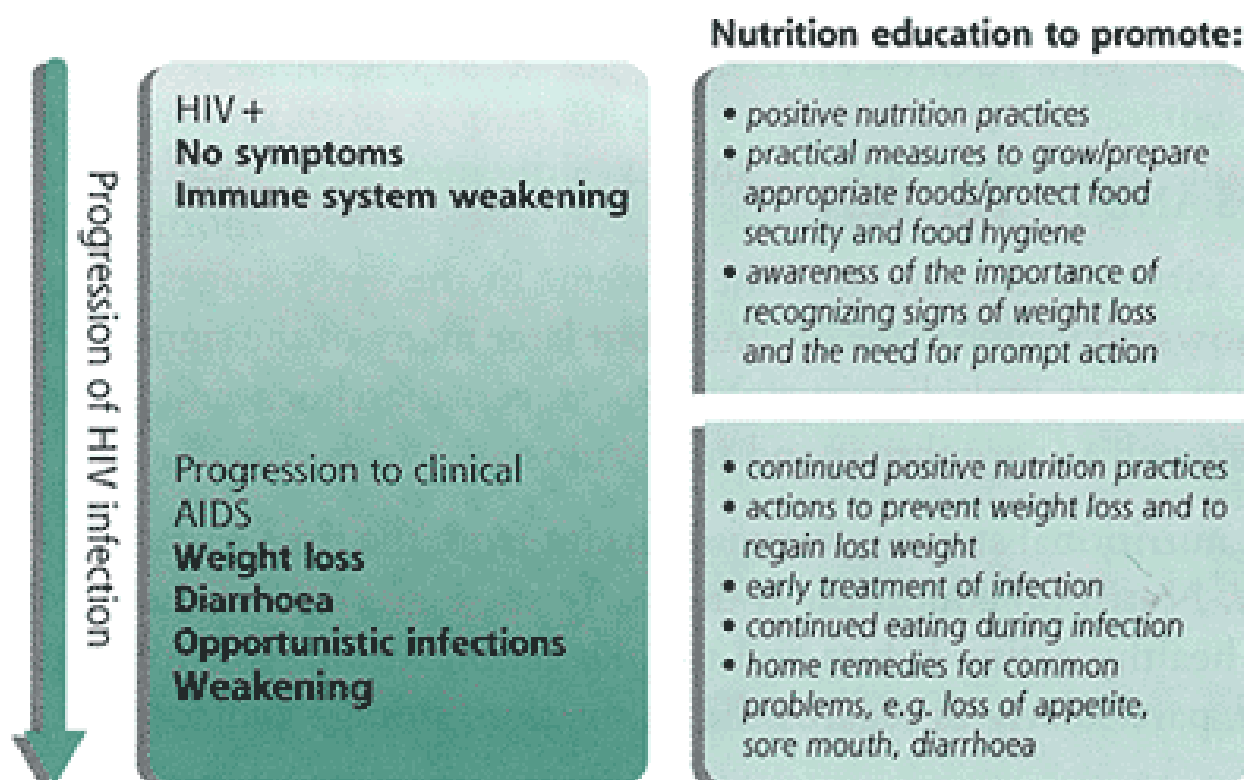 Nutrition education to promote:
Progression of HIV infection
HIV+
No symptoms
Immune system weakening
Progression to clinical
AIDS
Weight loss
Diarrhoea
Opportunistic infections
Weakening
• positive nutrition practices
• practical measures to grow/prepare
appropriate foods/protect food
security and food hygiene
• awareness of the importance of
recognizing signs of weight loss
and the need for prompt action
• continued positive nutrition practices
• actions to prevent weight loss and to
regain lost weight
• early treatment of infection
• continued eating during infection
• home remedies for common
problems, e.g. loss of appetite,
sore mouth, diarrhoea